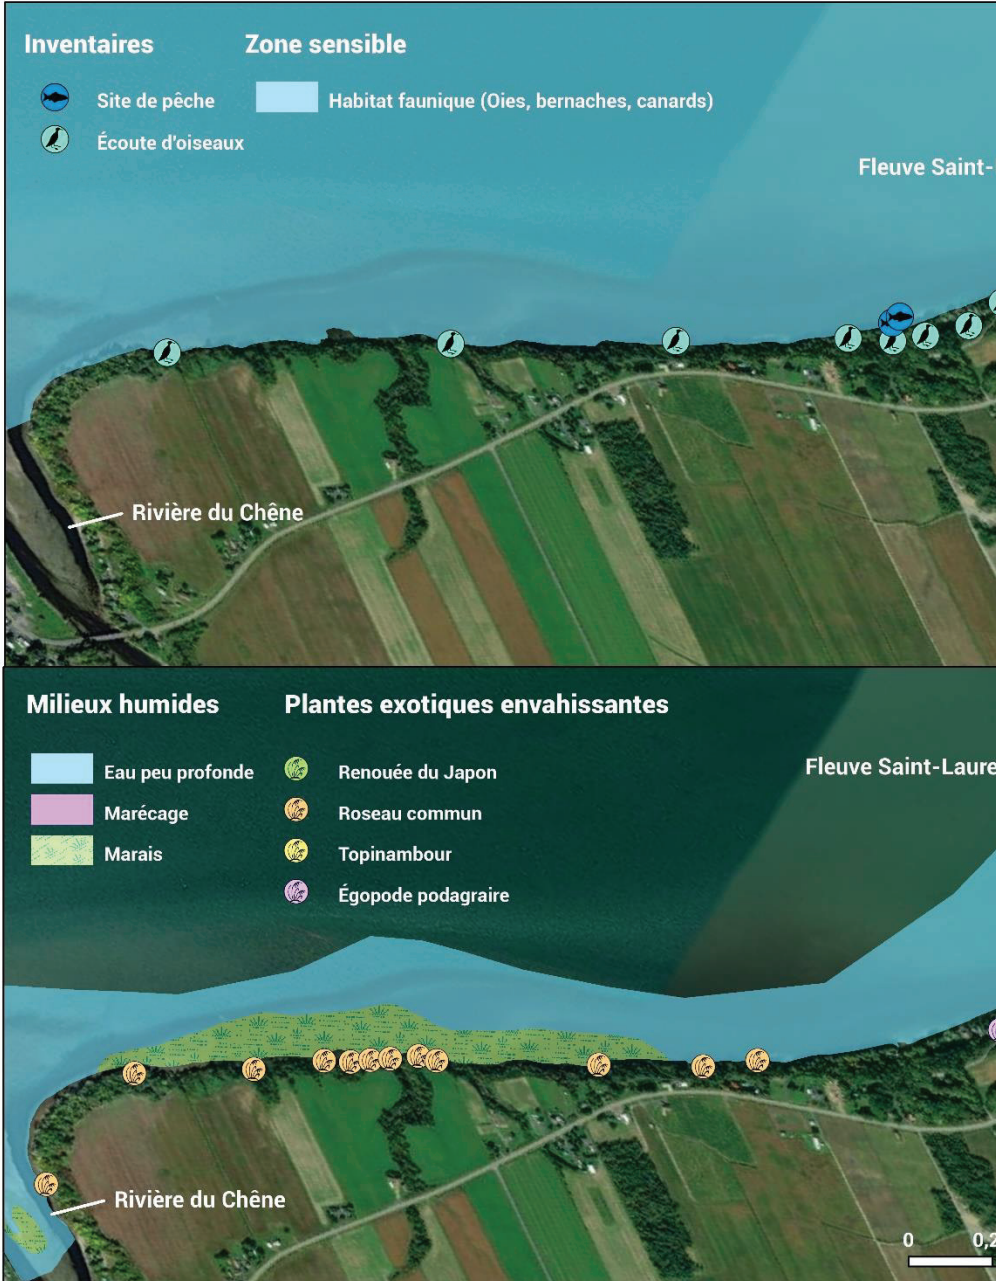 Inventaires
Zone sensible
Site de pêche
Habitat faunique (Oies, bernaches, canards)
Écoute d'oiseaux
Fleuve Saint-
Rivière du Chêne
Milieux humides
Plantes exotiques envahissantes
Eau peu profonde
Renouée du Japon
Fleuve Saint-Laure
Marécage
Roseau commun
Marais
Topinambour
Égopode podagraire
Rivière du Chêne
0 0,2